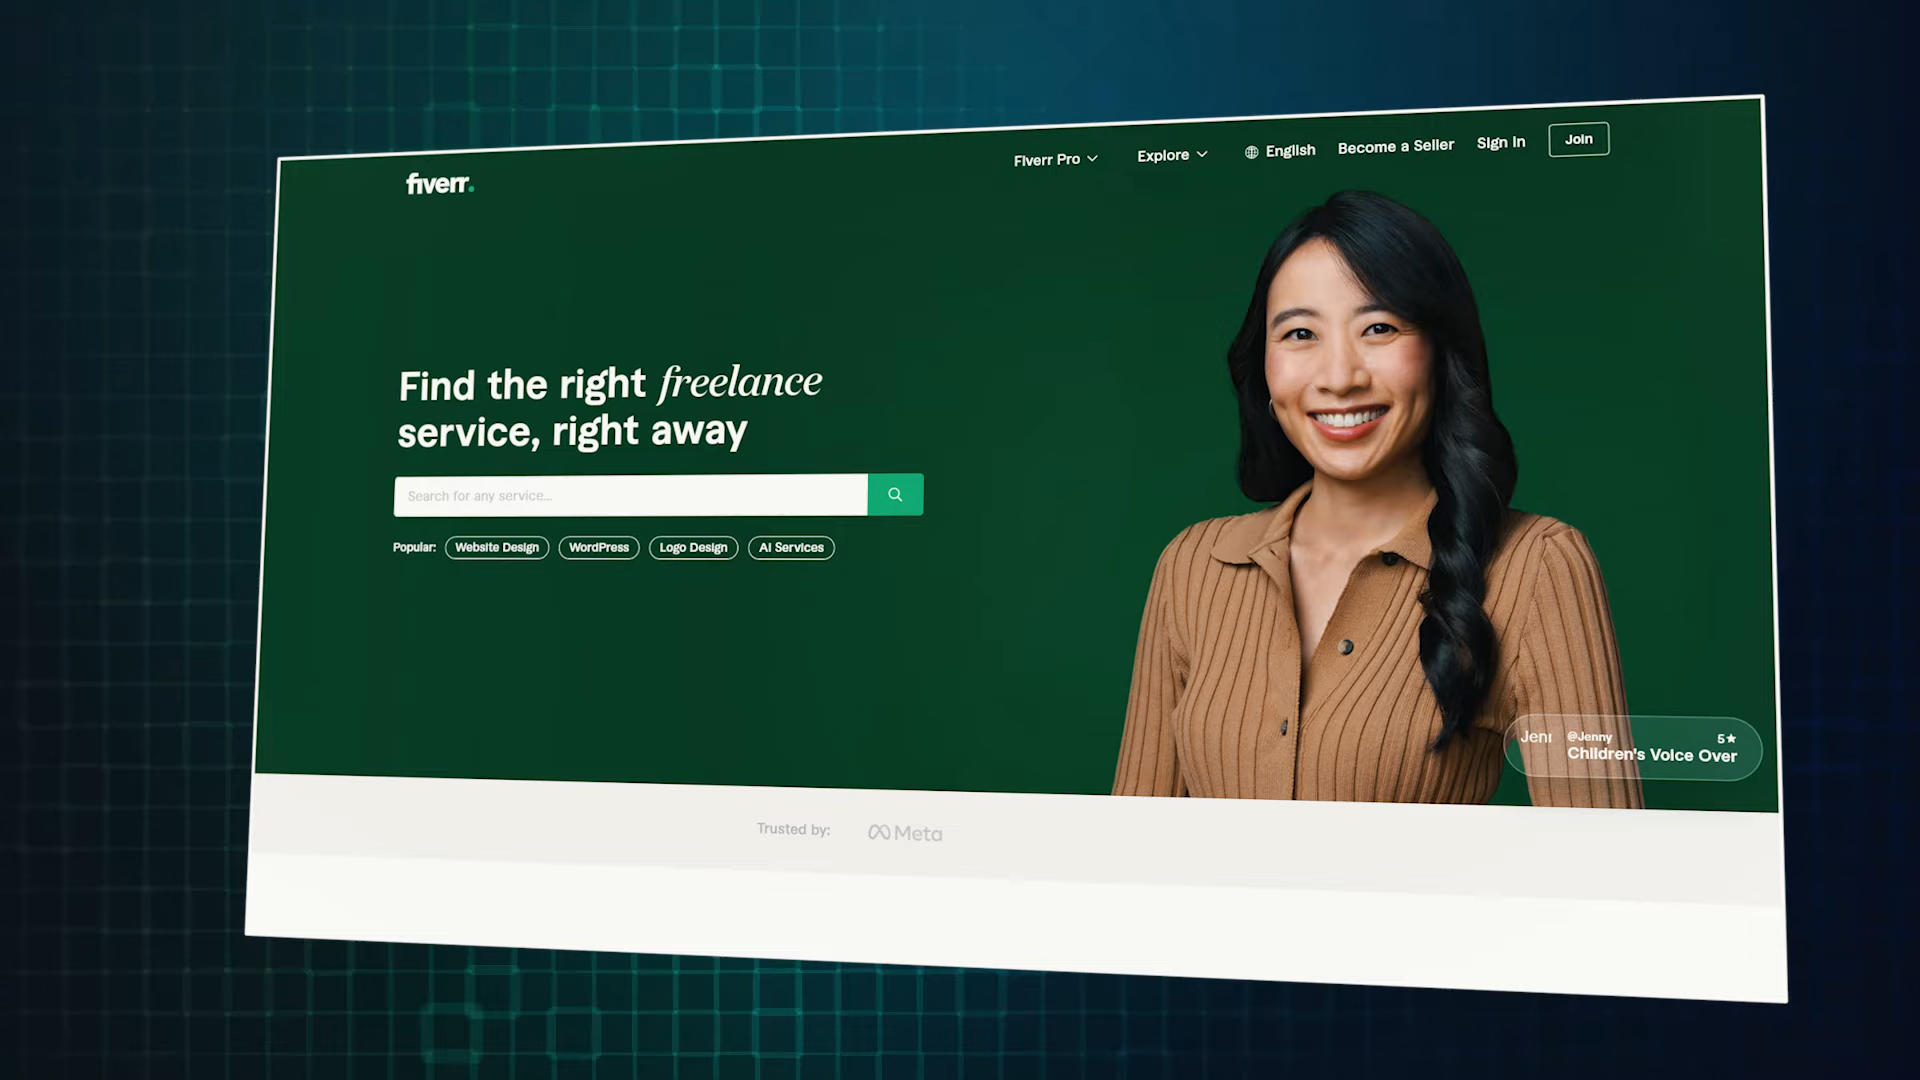 fiverr.
Fiverr Pro
Explore
English
Become a Seller
Sign In
Join
Find the right freelance
service, right away
Search for any service...
Popular:
Website Design
WordPress
Logo Design
AI Services
Jeni
@Jenny
5★
Children's Voice Over
Trusted by:
Meta